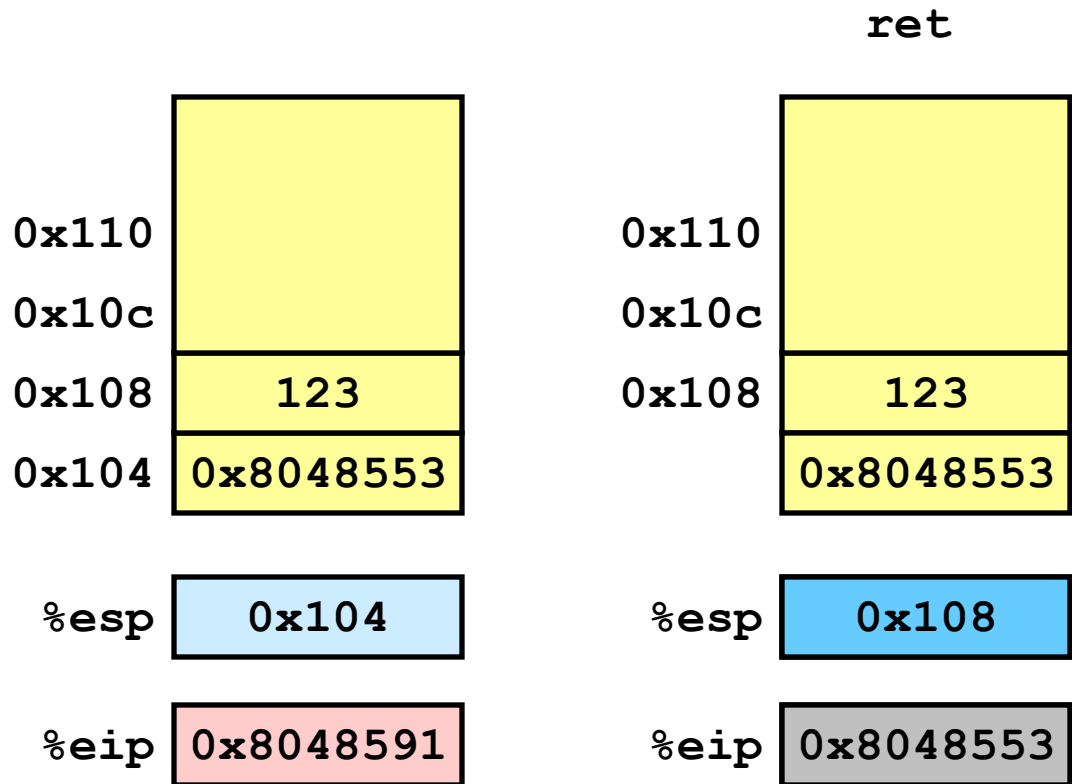 ret
0x110 0x110
0x10c 0x10c
0x108 123 0x108 123
0x104 0x8048553 0x8048553
%esp 0x104 %esp 0x108
%eip 0x8048591 %eip 0x8048553